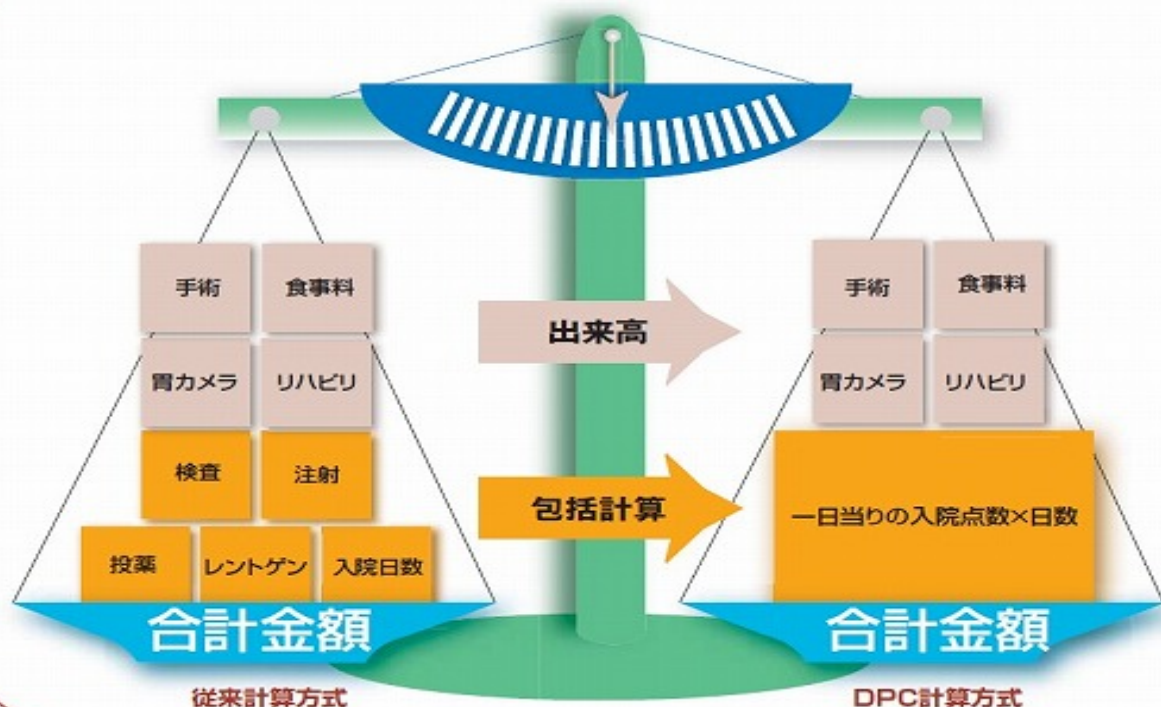 手術 食事料
胃カメラ リハビリ
検査 注射
投薬 レントゲン 入院日数
合計金額
従来計算方式
出来高
包括計算
手術 食事料
胃カメラ リハビリ
一日当りの入院点数×日数
合計金額
DPC計算方式